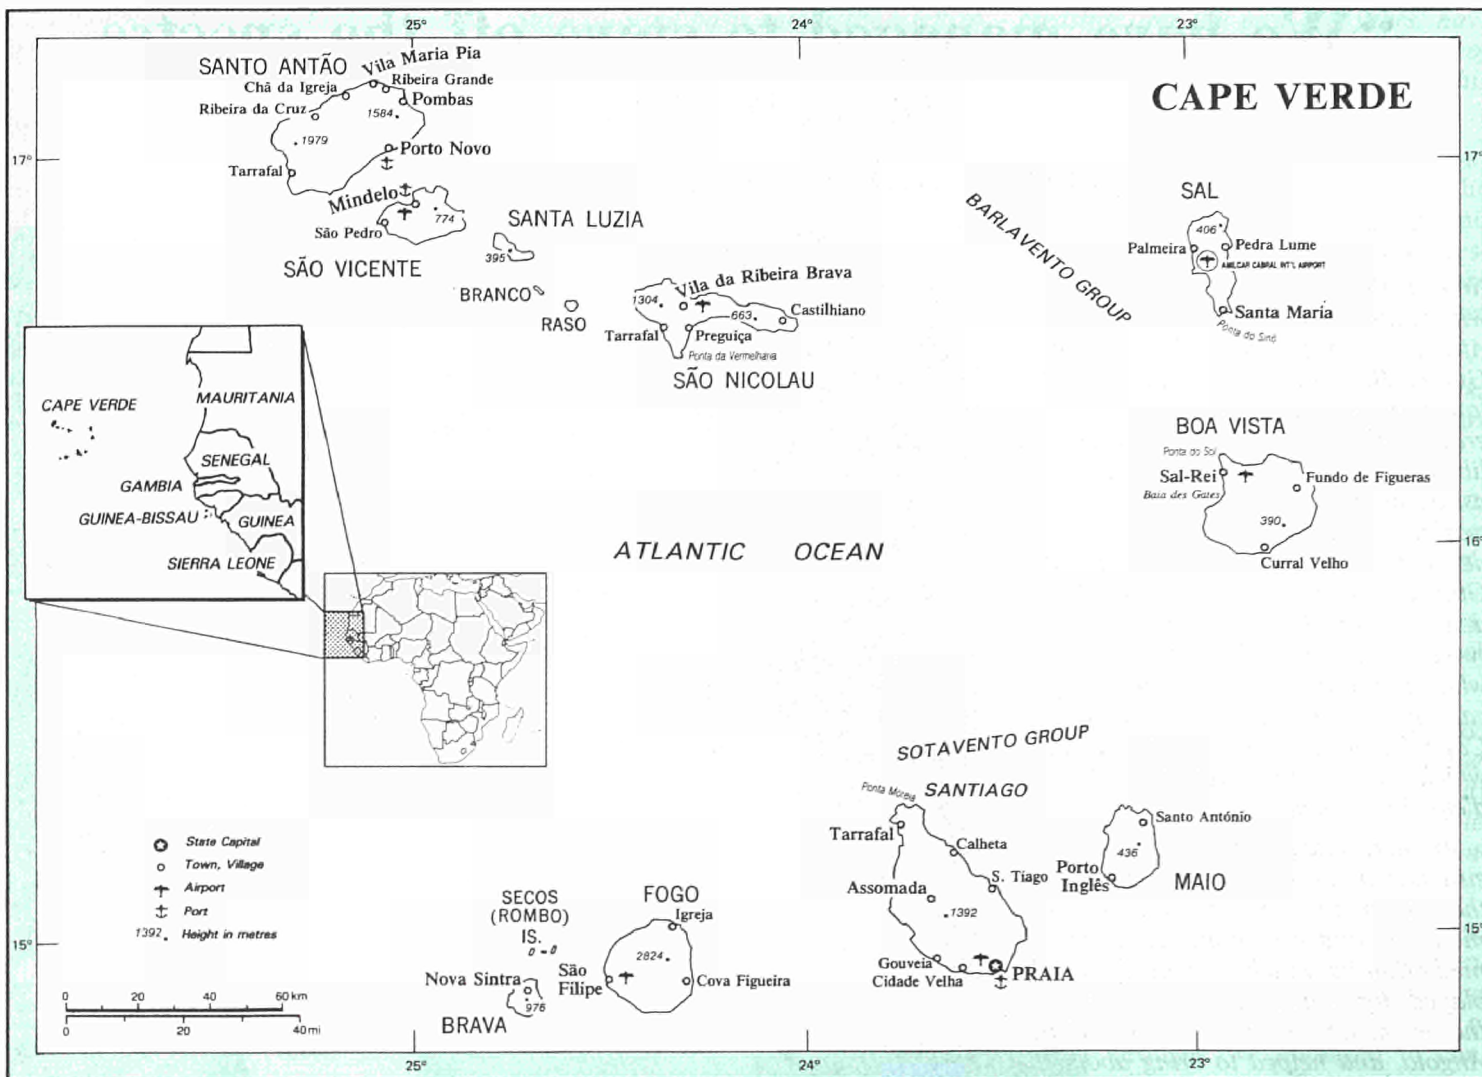 25°
24°
23°
CAPE VERDE
SANTO ANTÃO
Vila Maria Pia
Chã da Igreja
Ribeira Grande
Ribeira da Cruz
Pombas
1584
1979
Porto Novo
Tarrafal
17°
17°
Mindelo
774
São Pedro
SÃO VICENTE
SANTA LUZIA
395
BRANCO
RASO
1304
Vila da Ribeira Brava
663
Castilhiano
Tarrafal
Preguiça
Ponta da Vermelharia
SÃO NICOLAU
BARLAVENTO GROUP
SAL
406
Palmeira
Pedra Lume
AMILCAR CABRAL INT'L AIRPORT
Santa Maria
Ponta do Sinó
BOA VISTA
Ponta do Sol
Sal-Rei
Fundo de Figueras
Baia des Gates
390
Curral Velho
16°
CAPE VERDE
MAURITANIA
SENEGAL
GAMBIA
GUINEA-BISSAU
GUINEA
SIERRA LEONE
ATLANTIC OCEAN
SOTAVENTO GROUP
Ponta Moreia
SANTIAGO
Tarrafal
Calheta
Assomada
S. Tiago
1392
Gouveia
Cidade Velha
PRAIA
Santo António
436
Porto
Inglês
MAIO
15°
15°
SECOS
(ROMBO)
IS.
FOGO
Igreja
2824
São
Filipe
Cova Figueira
Nova Sintra
976
BRAVA
State Capital
Town, Village
Airport
Port
1392 . Height in metres
0 20 40 60 km
0 20 40 mi
25°
24°
23°